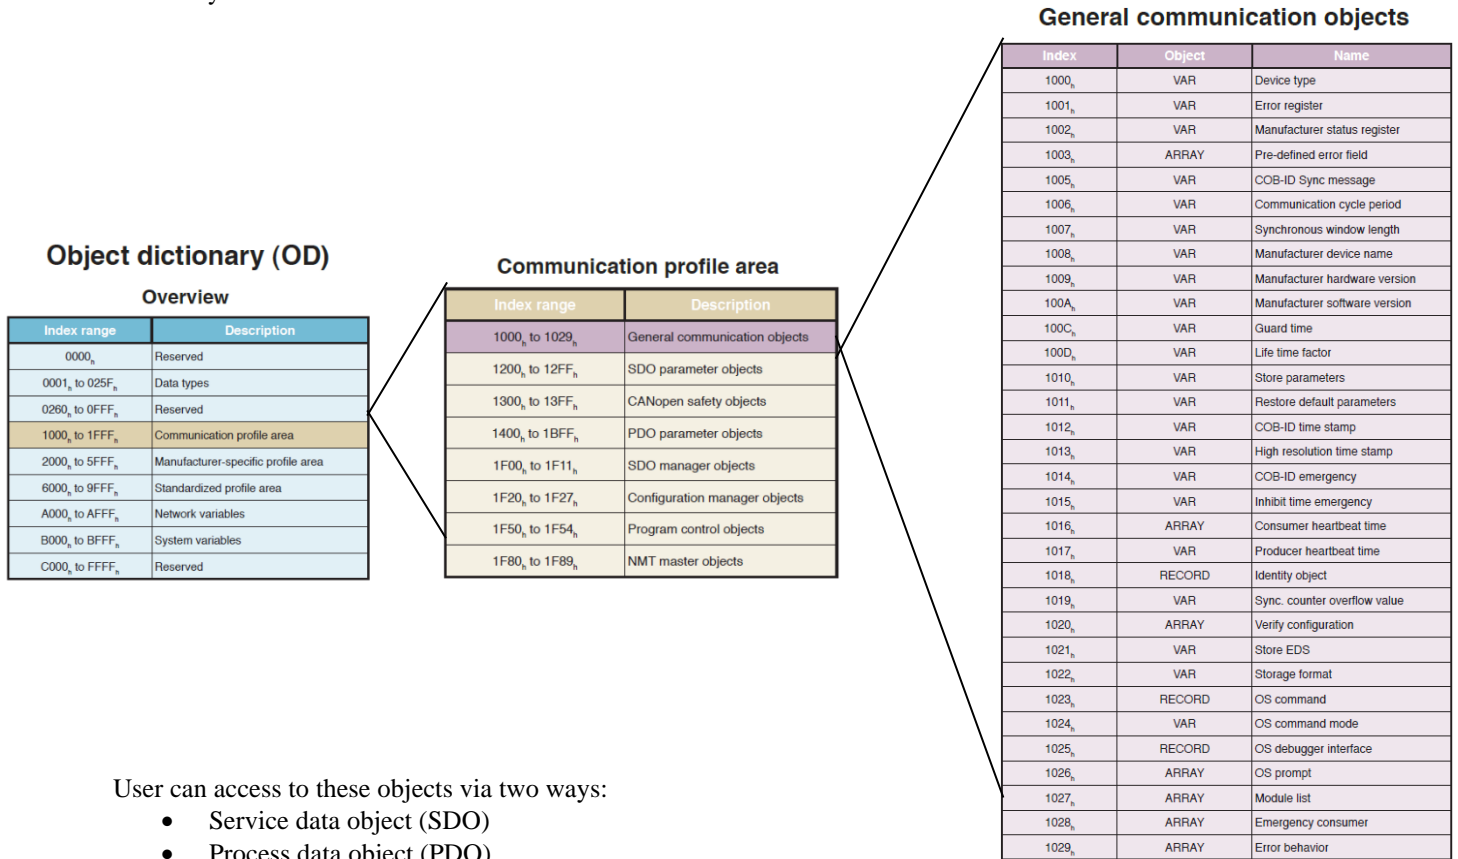 General communication objects
Index Object Name
1000h VAR Device type
1001h VAR Error register
1002h VAR Manufacturer status register
1003h ARRAY Pre-defined error field
1005h VAR COB-ID Sync message
1006h VAR Communication cycle period
1007h VAR Synchronous window length
1008h VAR Manufacturer device name
1009h VAR Manufacturer hardware version
100Ah VAR Manufacturer software version
100Ch VAR Guard time
100Dh VAR Life time factor
1010h VAR Store parameters
1011h VAR Restore default parameters
1012h VAR COB-ID time stamp
1013h VAR High resolution time stamp
1014h VAR COB-ID emergency
1015h VAR Inhibit time emergency
1016h ARRAY Consumer heartbeat time
1017h VAR Producer heartbeat time
1018h RECORD Identity object
1019h VAR Sync. counter overflow value
1020h ARRAY Verify configuration
1021h VAR Store EDS
1022h VAR Storage format
1023h RECORD OS command
1024h VAR OS command mode
1025h RECORD OS debugger interface
1026h ARRAY OS prompt
1027h ARRAY Module list
1028h ARRAY Emergency consumer
1029h ARRAY Error behavior
Object dictionary (OD)
Overview
Index range Description
0000h Reserved
0001h to 025Fh Data types
0260h to 0FFFh Reserved
1000h to 1FFFh Communication profile area
2000h to 5FFFh Manufacturer-specific profile area
6000h to 9FFFh Standardized profile area
A000h to AFFFh Network variables
B000h to BFFFh System variables
C000h to FFFFh Reserved
Communication profile area
Index range Description
1000h to 1029h General communication objects
1200h to 12FFh SDO parameter objects
1300h to 13FFh CANopen safety objects
1400h to 1BFFh PDO parameter objects
1F00h to 1F11h SDO manager objects
1F20h to 1F27h Configuration manager objects
1F50h to 1F54h Program control objects
1F80h to 1F89h NMT master objects
User can access to these objects via two ways:
• Service data object (SDO)
• Process data object (PDO)